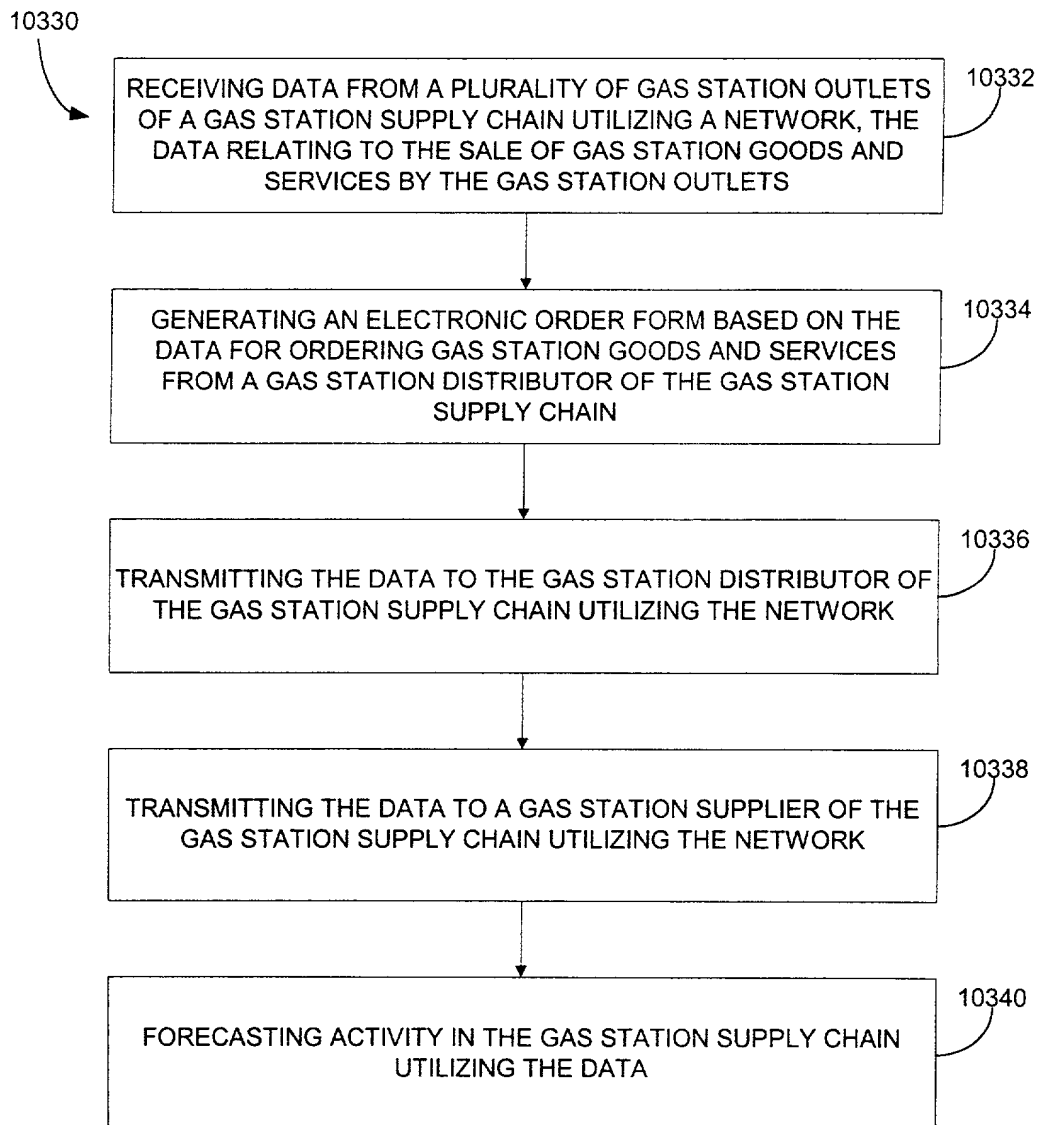 10330
RECEIVING DATA FROM A PLURALITY OF GAS STATION OUTLETS
OF A GAS STATION SUPPLY CHAIN UTILIZING A NETWORK, THE
DATA RELATING TO THE SALE OF GAS STATION GOODS AND
SERVICES BY THE GAS STATION OUTLETS
10332
GENERATING AN ELECTRONIC ORDER FORM BASED ON THE
DATA FOR ORDERING GAS STATION GOODS AND SERVICES
FROM A GAS STATION DISTRIBUTOR OF THE GAS STATION
SUPPLY CHAIN
10334
TRANSMITTING THE DATA TO THE GAS STATION DISTRIBUTOR OF
THE GAS STATION SUPPLY CHAIN UTILIZING THE NETWORK
10336
TRANSMITTING THE DATA TO A GAS STATION SUPPLIER OF THE
GAS STATION SUPPLY CHAIN UTILIZING THE NETWORK
10338
FORECASTING ACTIVITY IN THE GAS STATION SUPPLY CHAIN
UTILIZING THE DATA
10340